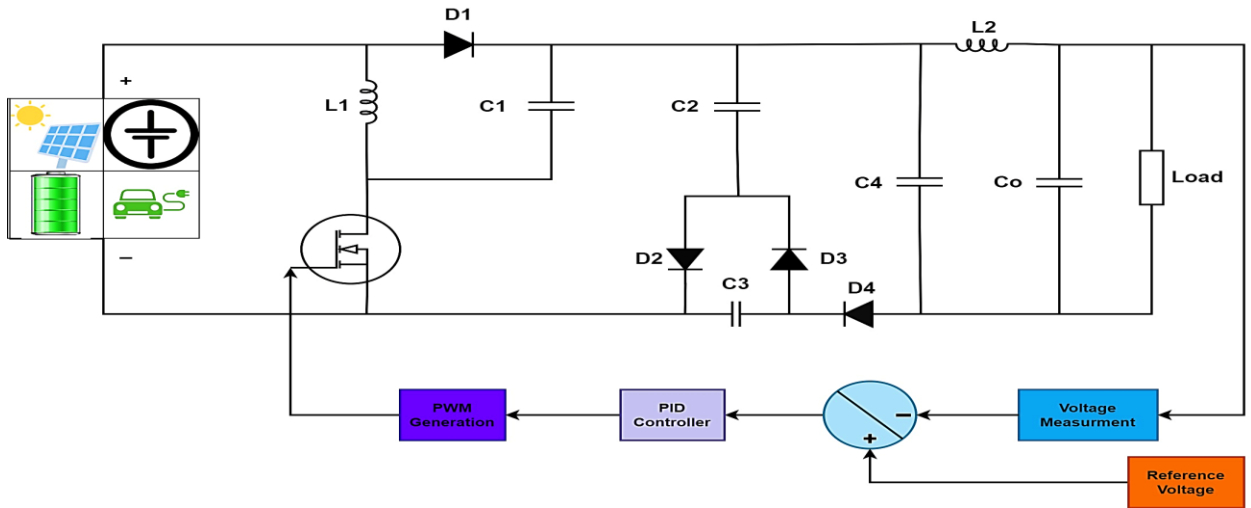 D1
L2
+
L1
C1
C2
C4
Co
Load
D2
D3
C3
D4
–
PWM
Generation
PID
Controller
–
+
Voltage
Measurment
Reference
Voltage